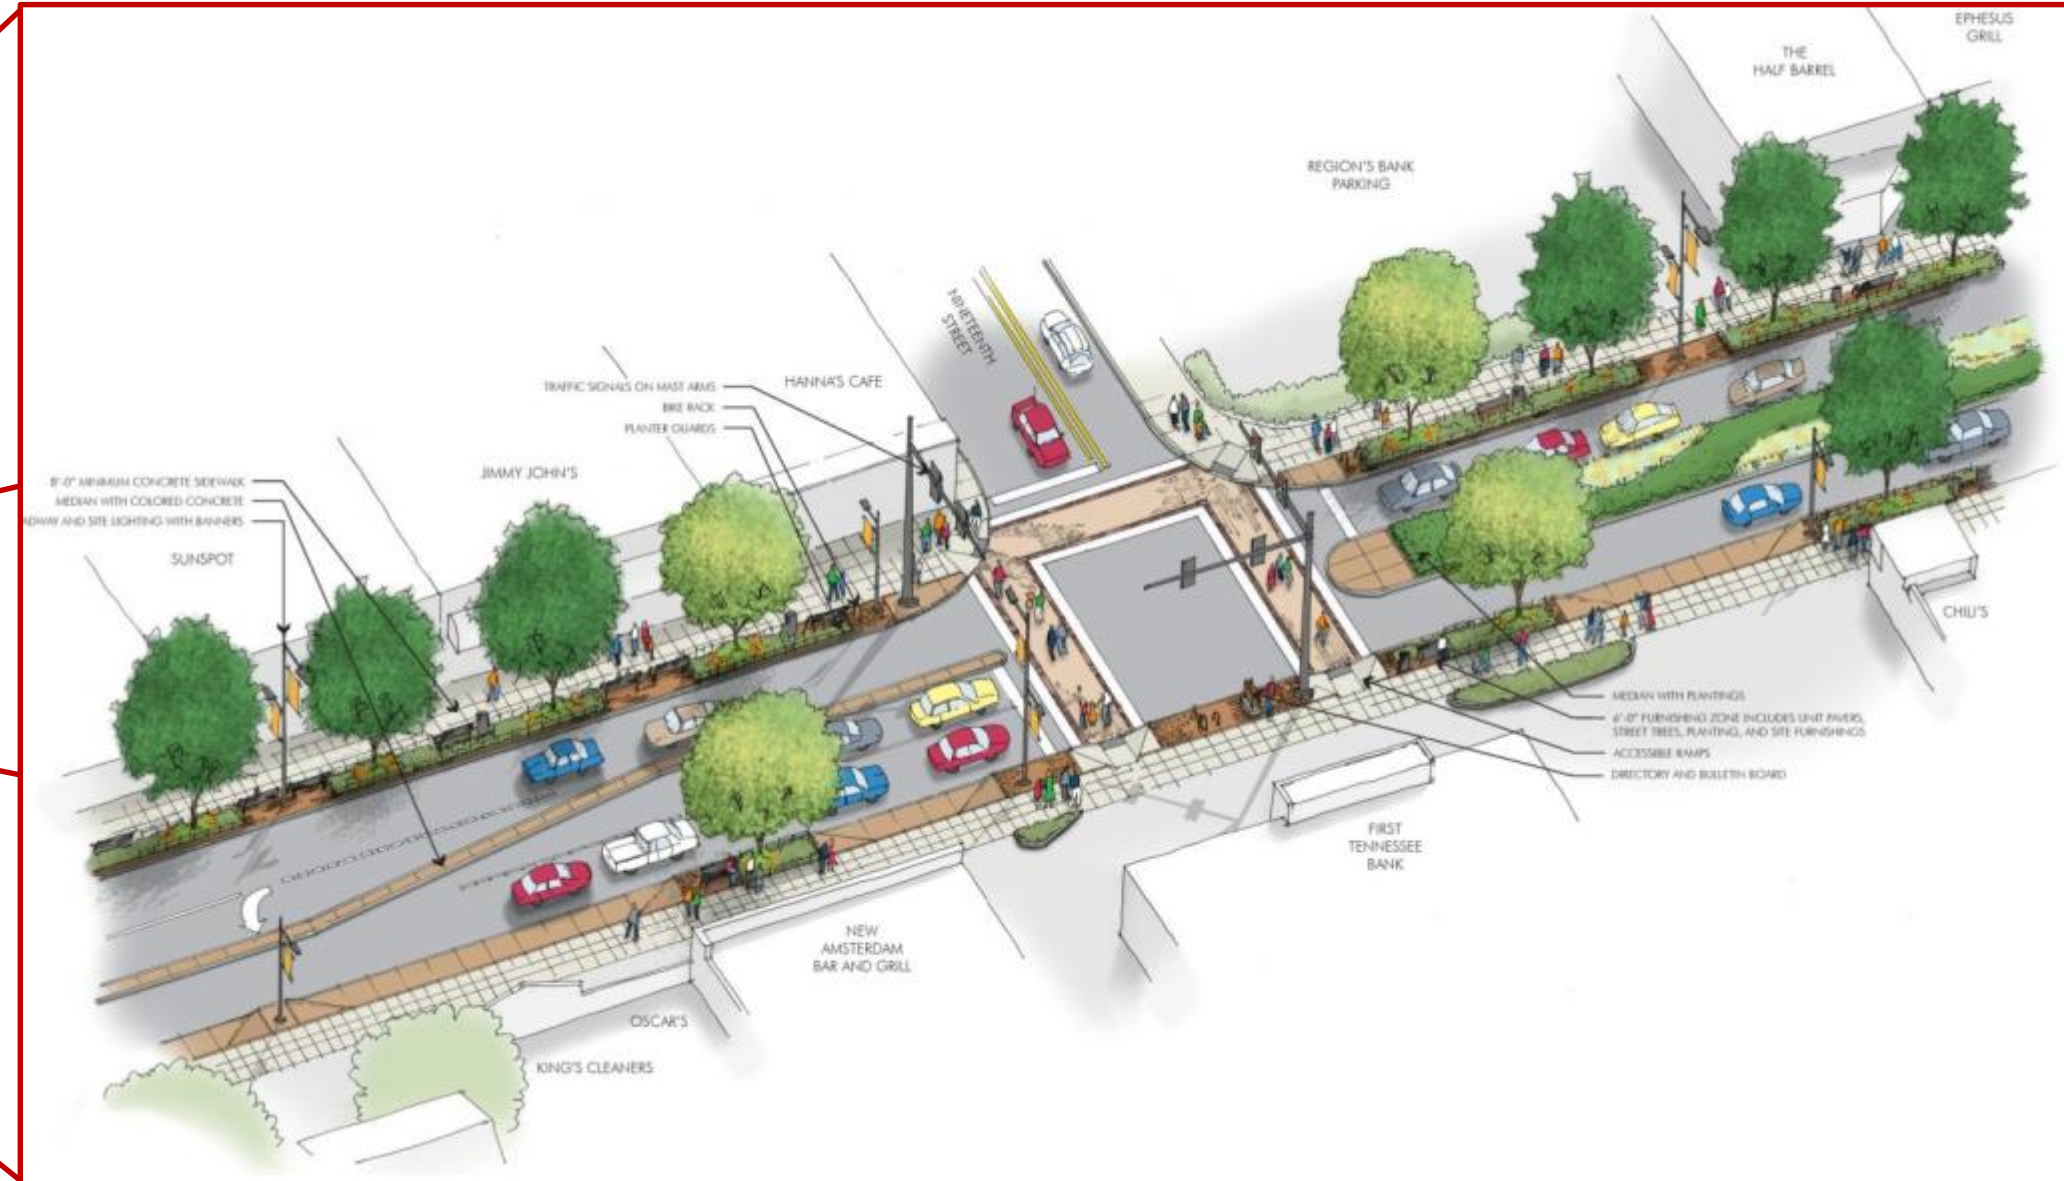 EPHESUS
GRILL
THE
HALF BARREL
REGION'S BANK
PARKING
NINETEENTH
STREET
TRAFFIC SIGNALS ON MAST ARMS
BIKE RACK
PLANTER GUARDS
HANNA'S CAFE
JIMMY JOHN'S
8'-0" MINIMUM CONCRETE SIDEWALK
MEDIAN WITH COLORED CONCRETE
ADWAY AND SITE LIGHTING WITH BANNERS
SUNSPOT
CHILI'S
MEDIAN WITH PLANTINGS
6'-0" FURNISHING ZONE INCLUDES UNIT PAVERS,
STREET TREES, PLANTING, AND SITE FURNISHINGS
ACCESSIBLE RAMPS
DIRECTORY AND BULLETIN BOARD
FIRST
TENNESSEE
BANK
NEW
AMSTERDAM
BAR AND GRILL
OSCAR'S
KING'S CLEANERS